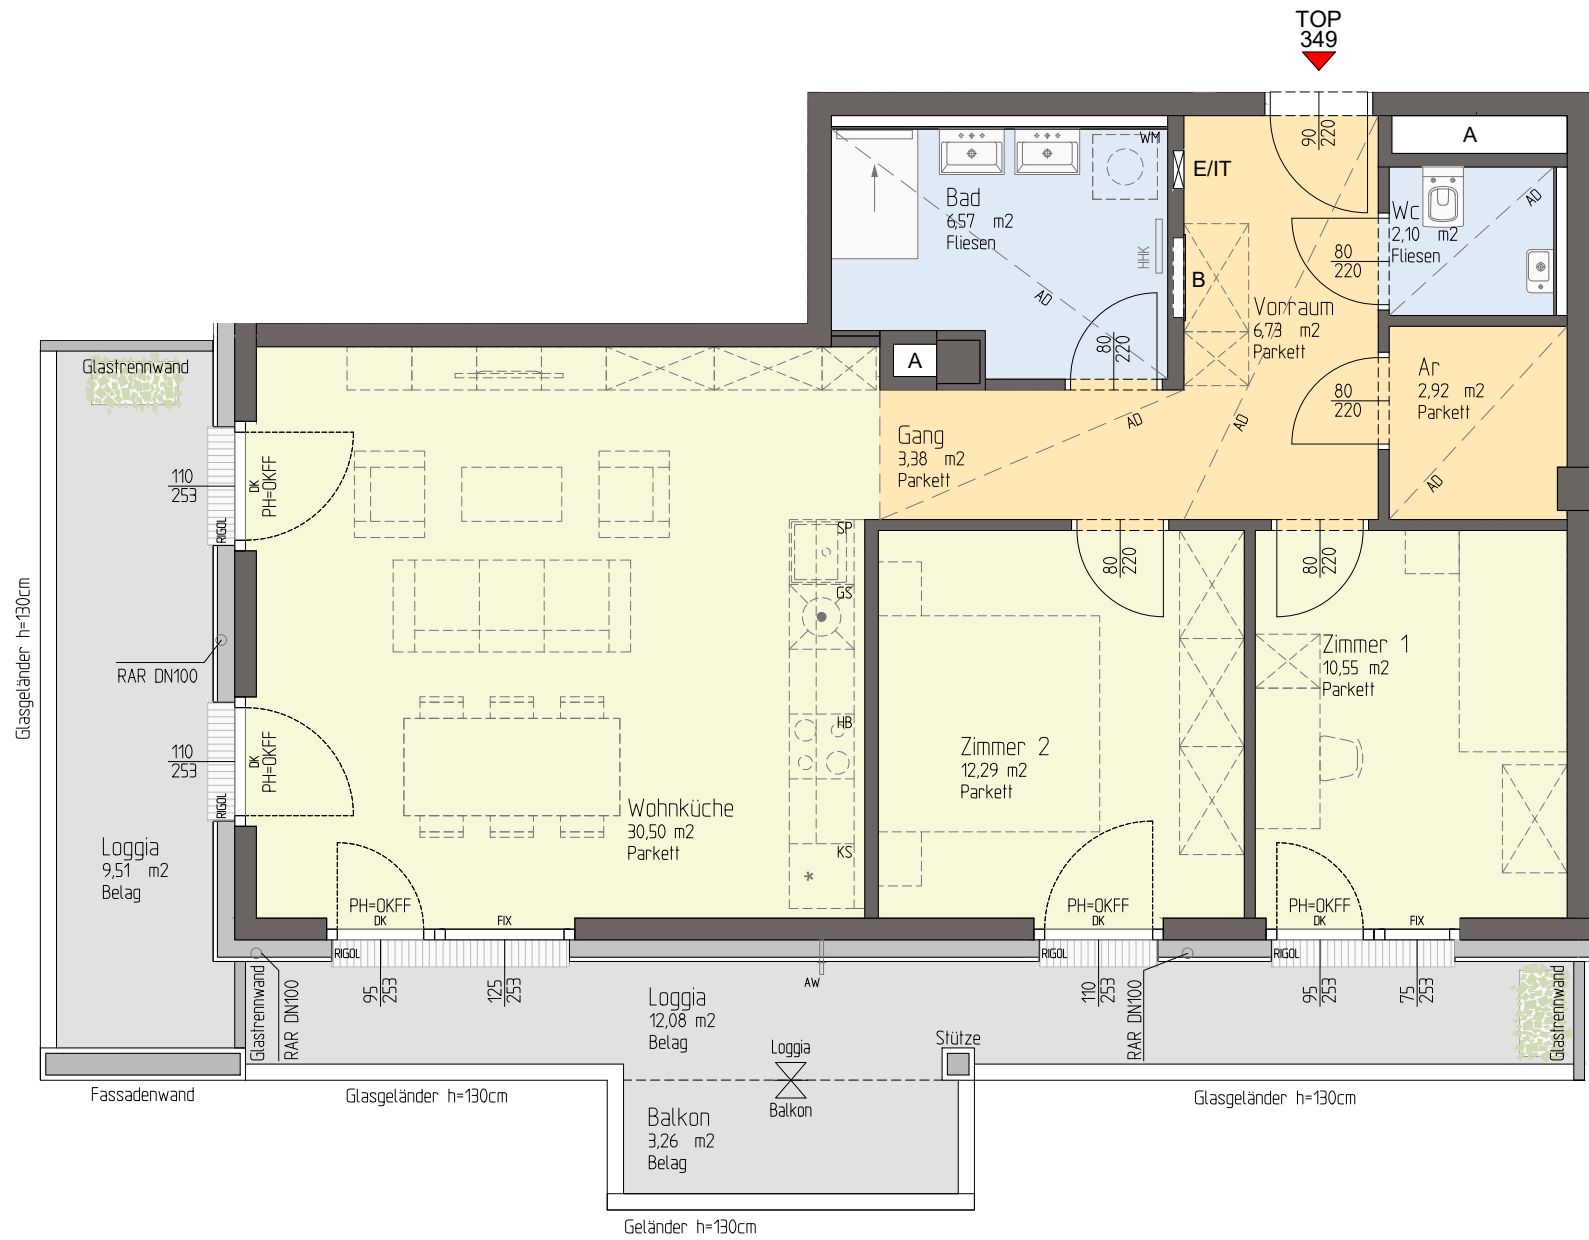 TOP
349
A
90
220
WM
E/IT
AD
Bad
6,57 m2
Fliesen
HHK
AD
B
Wc
2,10 m2
Fliesen
80
220
Vorraum
6,73 m2
Parkett
80
220
A
Ar
2,92 m2
Parkett
80
220
AD
AD
AD
Gang
3,38 m2
Parkett
Glastrennwand
110
253
DK
PH=OKFF
RIGOL
SP
GS
HB
KS
*
80
220
80
220
Glasgeländer h=130cm
RAR DN100
Zimmer 1
10,55 m2
Parkett
Zimmer 2
12,29 m2
Parkett
110
253
DK
PH=OKFF
RIGOL
Wohnküche
30,50 m2
Parkett
Loggia
9,51 m2
Belag
PH=OKFF
DK
FIX
PH=OKFF
DK
PH=OKFF
DK
FIX
RIGOL
RIGOL
RIGOL
Glastrennwand
RAR DN100
95
253
125
253
AW
110
253
RAR DN100
95
253
75
253
Glastrennwand
Loggia
12,08 m2
Belag
Stütze
Loggia
Balkon
Fassadenwand
Glasgeländer h=130cm
Glasgeländer h=130cm
Balkon
3,26 m2
Belag
Geländer h=130cm